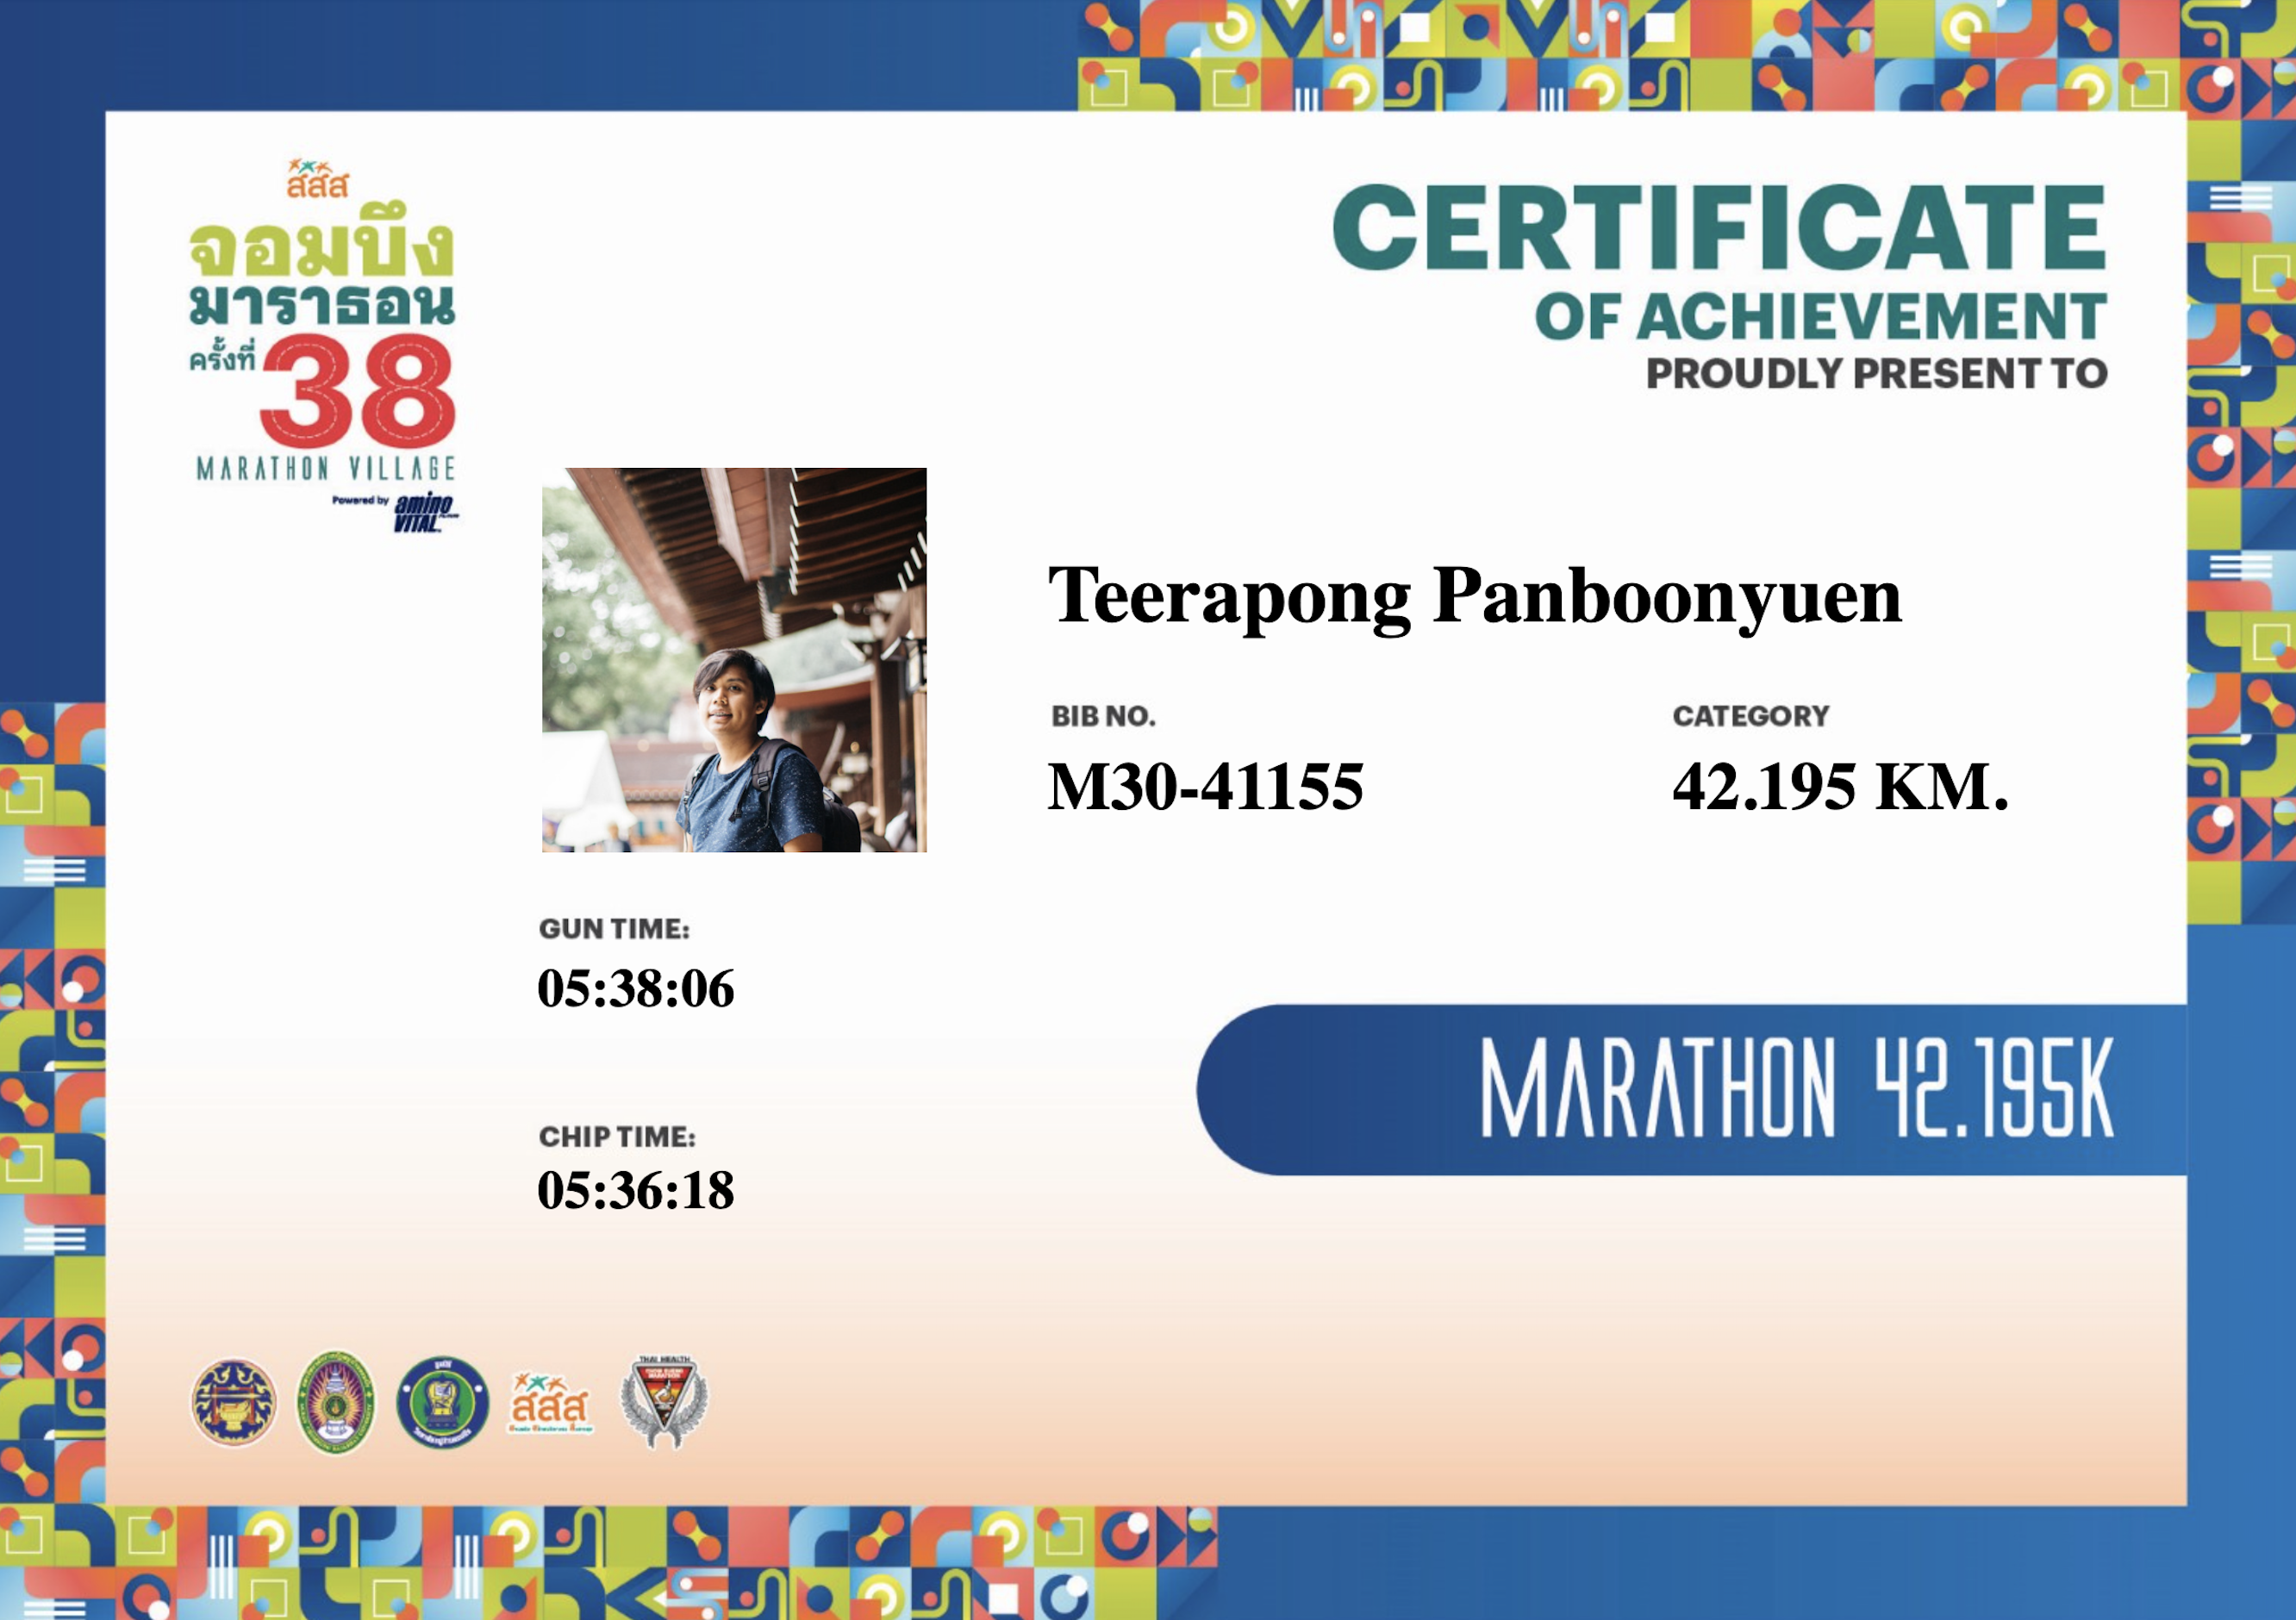 สสส
จอมบึง
มาราธอน
ครั้งที่ 38
MARATHON VILLAGE
Powered by amino VITAL
CERTIFICATE
OF ACHIEVEMENT
PROUDLY PRESENT TO
Teerapong Panboonyuen
BIB NO.
CATEGORY
M30-41155
42.195 KM.
GUN TIME:
05:38:06
MARATHON 42.195K
CHIP TIME:
05:36:18
สสส
THAI HEALTH